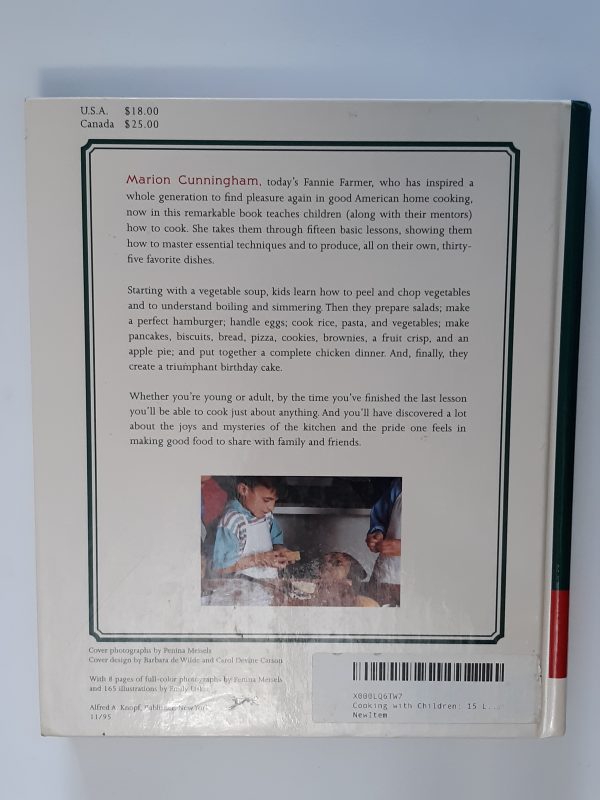 U.S.A. $18.00
Canada $25.00
Marion Cunningham, today's Fannie Farmer, who has inspired a
whole generation to find pleasure again in good American home cooking,
now in this remarkable book teaches children (along with their mentors)
how to cook. She takes them through fifteen basic lessons, showing them
how to master essential techniques and to produce, all on their own, thirty-
five favorite dishes.
Starting with a vegetable soup, kids learn how to peel and chop vegetables
and to understand boiling and simmering. Then they prepare salads; make
a perfect hamburger; handle eggs; cook rice, pasta, and vegetables; make
pancakes, biscuits, bread, pizza, cookies, brownies, a fruit crisp, and an
apple pie; and put together a complete chicken dinner. And, finally, they
create a triumphant birthday cake.
Whether you're young or adult, by the time you've finished the last lesson
you'll be able to cook just about anything. And you'll have discovered a lot
about the joys and mysteries of the kitchen and the pride one feels in
making good food to share with family and friends.
Cover photographs by Penina Meisels
Cover design by Barbara de Wilde and Carol Devine Carson
With 8 pages of full-color photographs by Penina Meisels
and 165 illustrations by Emily
Alfred A. Knopf, Publisher, New York
11/95
X000LQ6TW7
Cooking with Children: 15 L...
NewItem